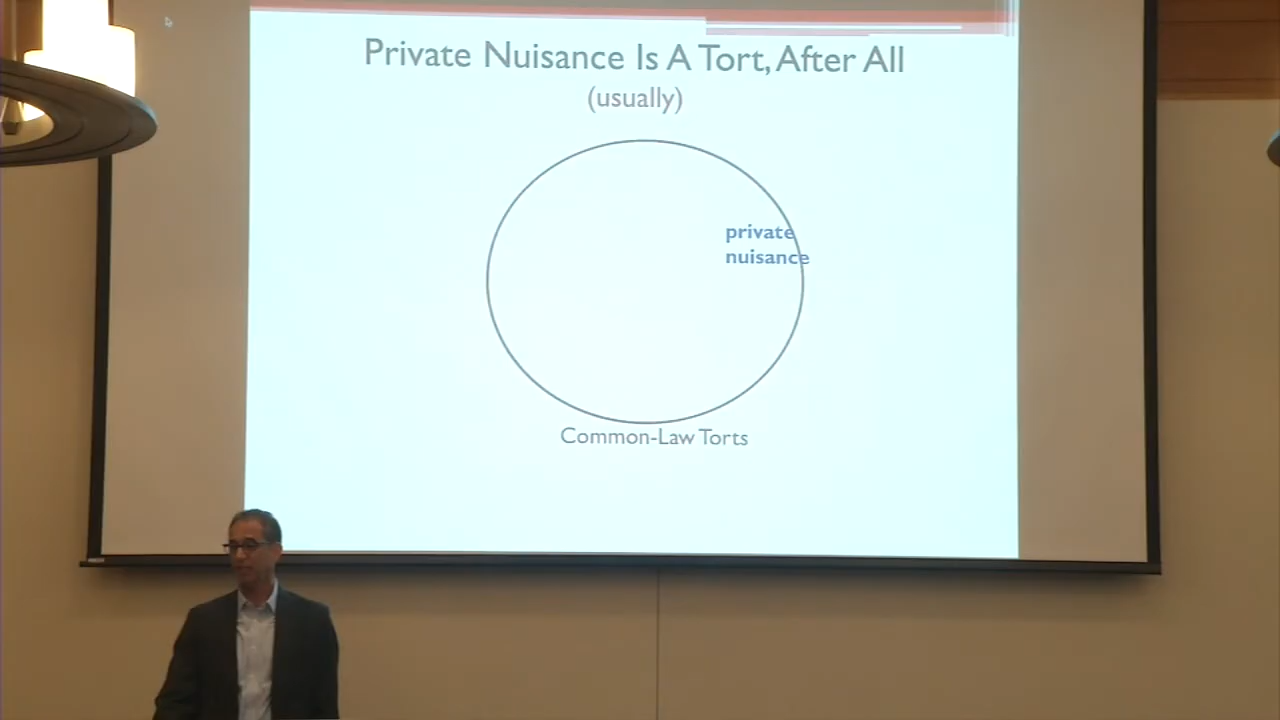 Private Nuisance Is A Tort, After All
(usually)
private
nuisance
Common-Law Torts